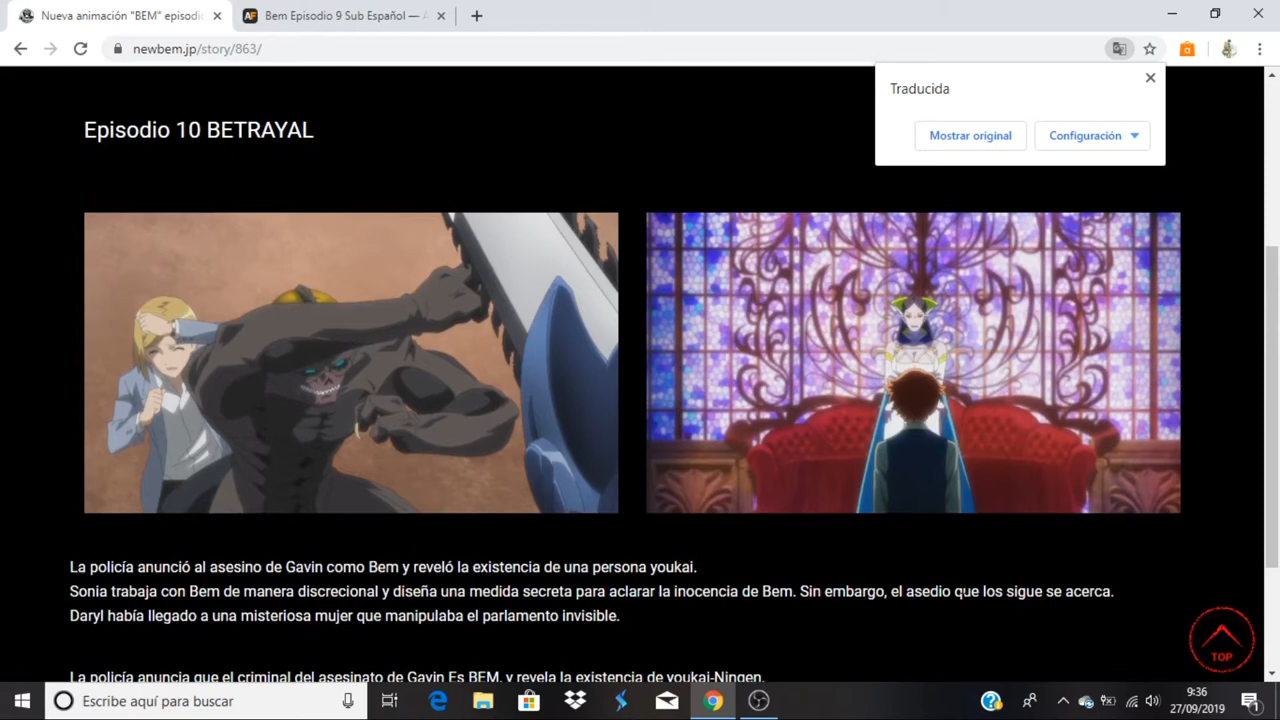 Nueva animación "BEM" episodio
Bem Episodio 9 Sub Español — A
newbem.jp/story/863/
Traducida
Mostrar original
Configuración
Episodio 10 BETRAYAL
La policía anunció al asesino de Gavin como Bem y reveló la existencia de una persona youkai.
Sonia trabaja con Bem de manera discrecional y diseña una medida secreta para aclarar la inocencia de Bem. Sin embargo, el asedio que los sigue se acerca.
Daryl había llegado a una misteriosa mujer que manipulaba el parlamento invisible.
TOP
La policía anuncia que el criminal del asesinato de Gavin Es BEM, y revela la existencia de youkai-Ningen.
Escribe aquí para buscar
9:36
27/09/2019
1